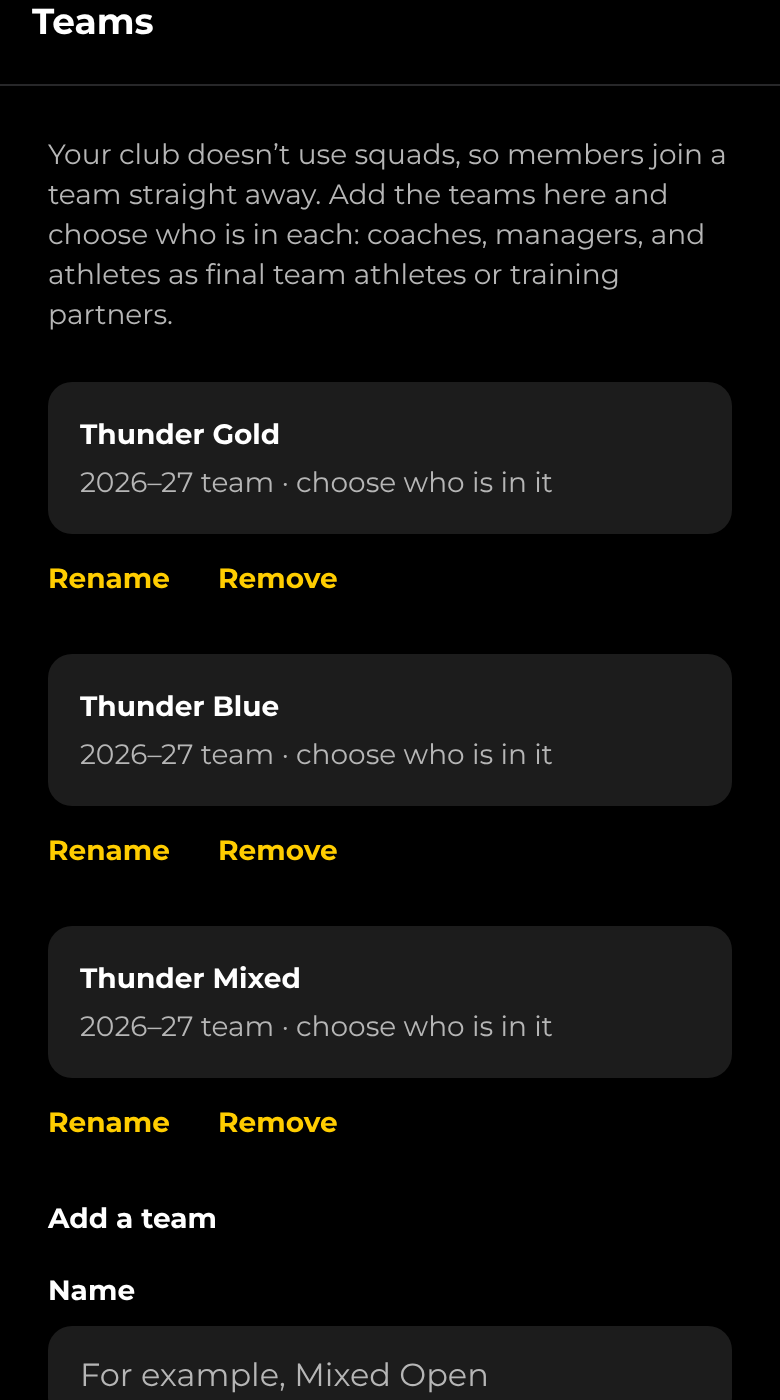 Teams
Your club doesn’t use squads, so members join a
team straight away. Add the teams here and
choose who is in each: coaches, managers, and
athletes as final team athletes or training
partners.
Thunder Gold
2026–27 team · choose who is in it
Rename Remove
Thunder Blue
2026–27 team · choose who is in it
Rename Remove
Thunder Mixed
2026–27 team · choose who is in it
Rename Remove
Add a team
Name
For example, Mixed Open